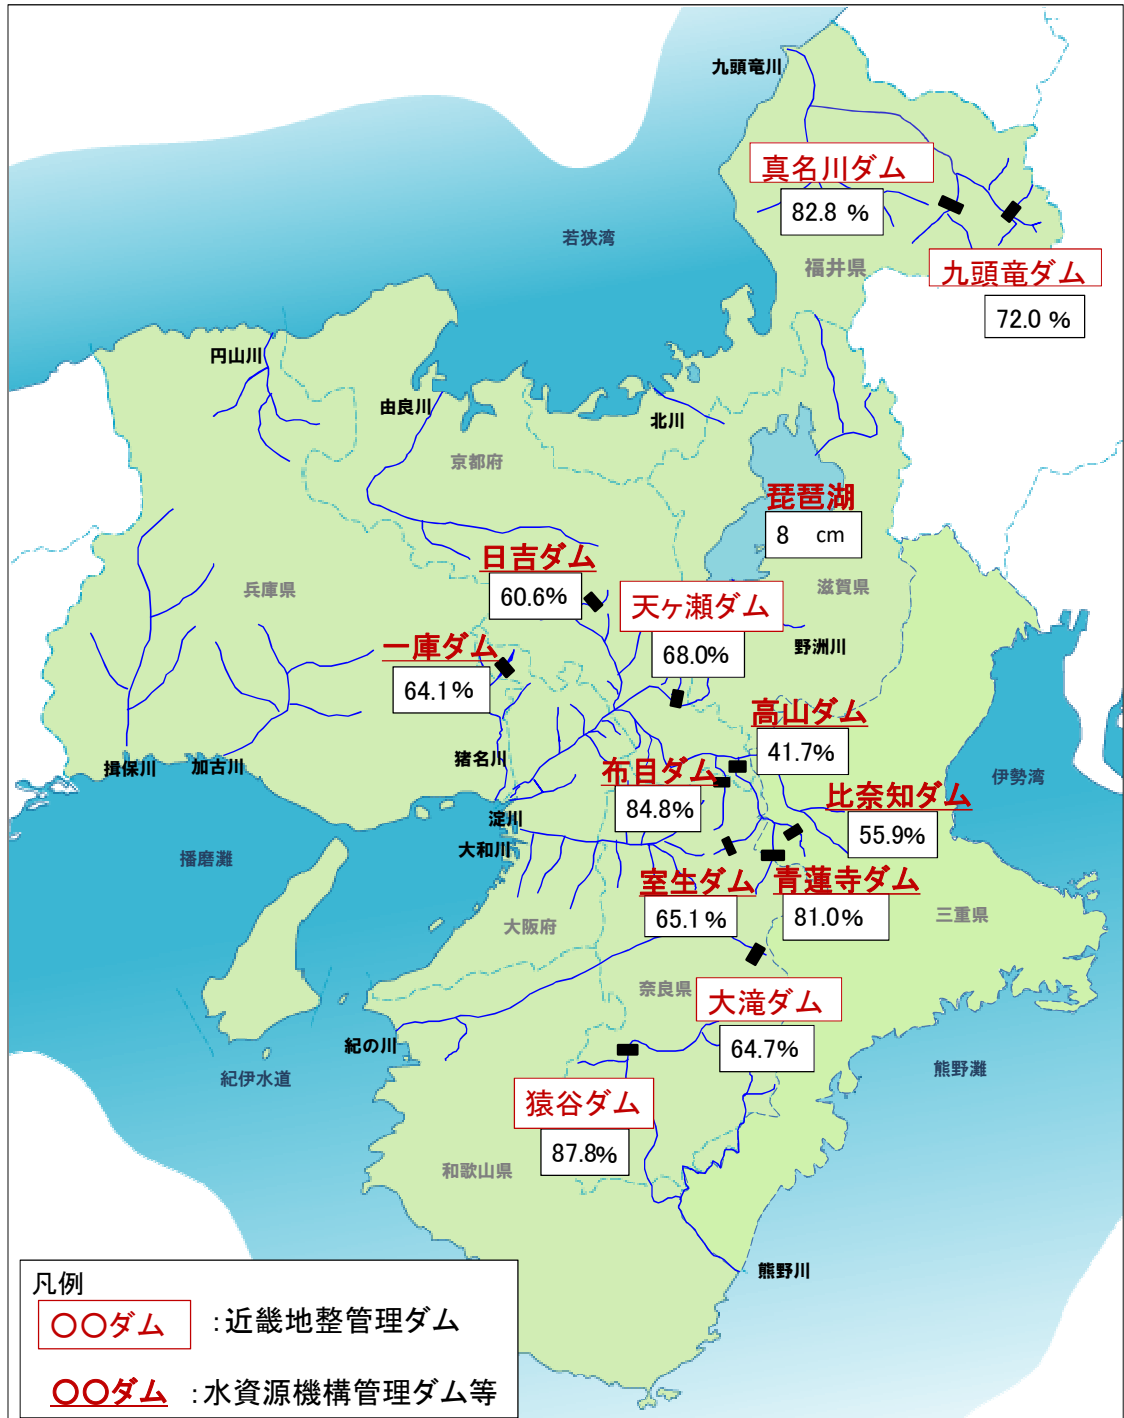 九頭竜川
真名川ダム
82.8 %
若狭湾
福井県
九頭竜ダム
72.0 %
円山川
由良川
北川
京都府
琵琶湖
8 cm
日吉ダム
60.6%
兵庫県
天ヶ瀬ダム
68.0%
滋賀県
野洲川
一庫ダム
64.1%
高山ダム
41.7%
揖保川
加古川
猪名川
布目ダム
84.8%
伊勢湾
比奈知ダム
55.9%
淀川
大和川
播磨灘
室生ダム
65.1%
青蓮寺ダム
81.0%
大阪府
三重県
奈良県
大滝ダム
64.7%
紀の川
紀伊水道
熊野灘
猿谷ダム
87.8%
和歌山県
熊野川
凡例
〇〇ダム :近畿地整管理ダム
〇〇ダム :水資源機構管理ダム等